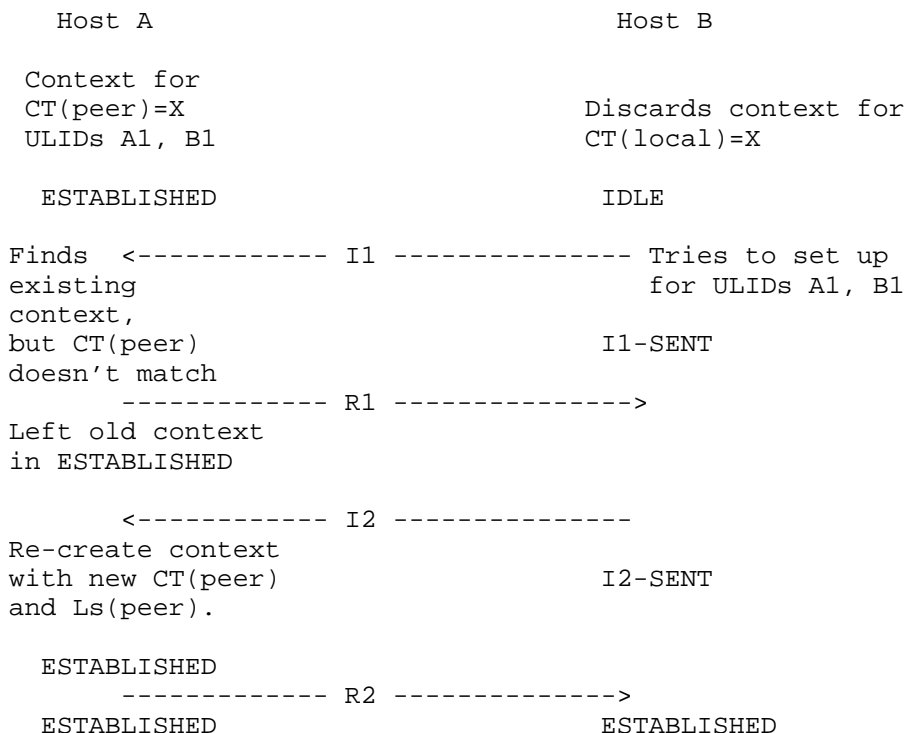 Host A                                       Host B

 Context for
 CT(peer)=X                                 Discards context for
 ULIDs A1, B1                               CT(local)=X

  ESTABLISHED                                IDLE

Finds  <------------ I1 --------------- Tries to set up
existing                                        for ULIDs A1, B1
context,
but CT(peer)                                 I1-SENT
doesn't match
       ------------- R1 --------------->
Left old context
in ESTABLISHED

       <------------ I2 ---------------
Re-create context
with new CT(peer)                            I2-SENT
and Ls(peer).

  ESTABLISHED
       ------------- R2 -------------->
  ESTABLISHED                                ESTABLISHED